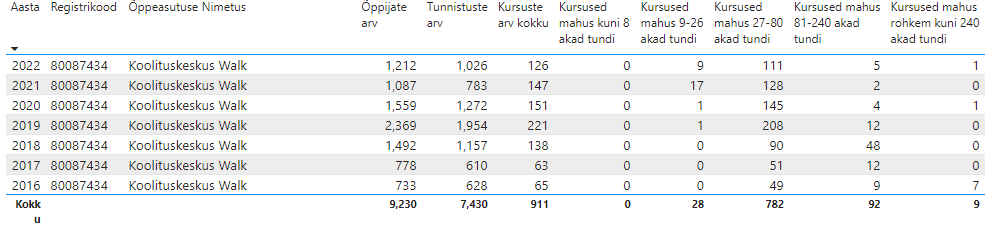 Aasta Registrikood Õppeasutuse Nimetus Õppijate arv Tunnistuste arv Kursuste arv kokku Kursused mahus kuni 8 akad tundi Kursused mahus 9-26 akad tundi Kursused mahus 27-80 akad tundi Kursused mahus 81-240 akad tundi Kursused mahus rohkem kuni 240 akad tundi
2022 80087434 Koolituskeskus Walk 1,212 1,026 126 0 9 111 5 1
2021 80087434 Koolituskeskus Walk 1,087 783 147 0 17 128 2 0
2020 80087434 Koolituskeskus Walk 1,559 1,272 151 0 1 145 4 1
2019 80087434 Koolituskeskus Walk 2,369 1,954 221 0 1 208 12 0
2018 80087434 Koolituskeskus Walk 1,492 1,157 138 0 0 90 48 0
2017 80087434 Koolituskeskus Walk 778 610 63 0 0 51 12 0
2016 80087434 Koolituskeskus Walk 733 628 65 0 0 49 9 7
Kokku 9,230 7,430 911 0 28 782 92 9